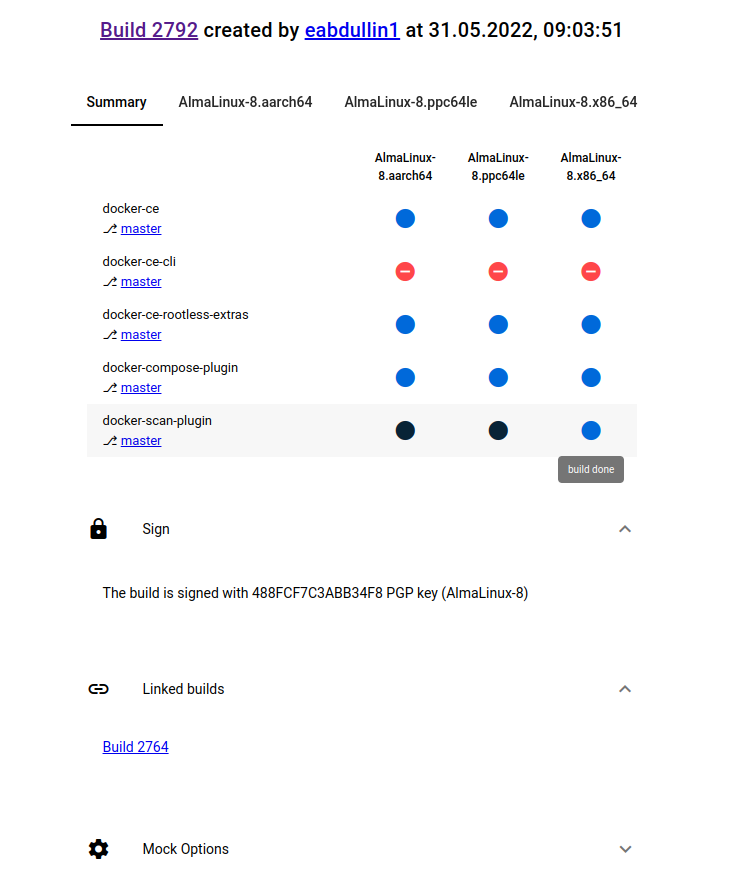 Build 2792 created by eabdullin1 at 31.05.2022, 09:03:51
Summary AlmaLinux-8.aarch64 AlmaLinux-8.ppc64le AlmaLinux-8.x86_64
AlmaLinux- AlmaLinux- AlmaLinux-
8.aarch64 8.ppc64le 8.x86_64
docker-ce
⎇ master
docker-ce-cli
⎇ master
docker-ce-rootless-extras
⎇ master
docker-compose-plugin
⎇ master
docker-scan-plugin
⎇ master
build done
Sign
The build is signed with 488FCF7C3ABB34F8 PGP key (AlmaLinux-8)
Linked builds
Build 2764
Mock Options